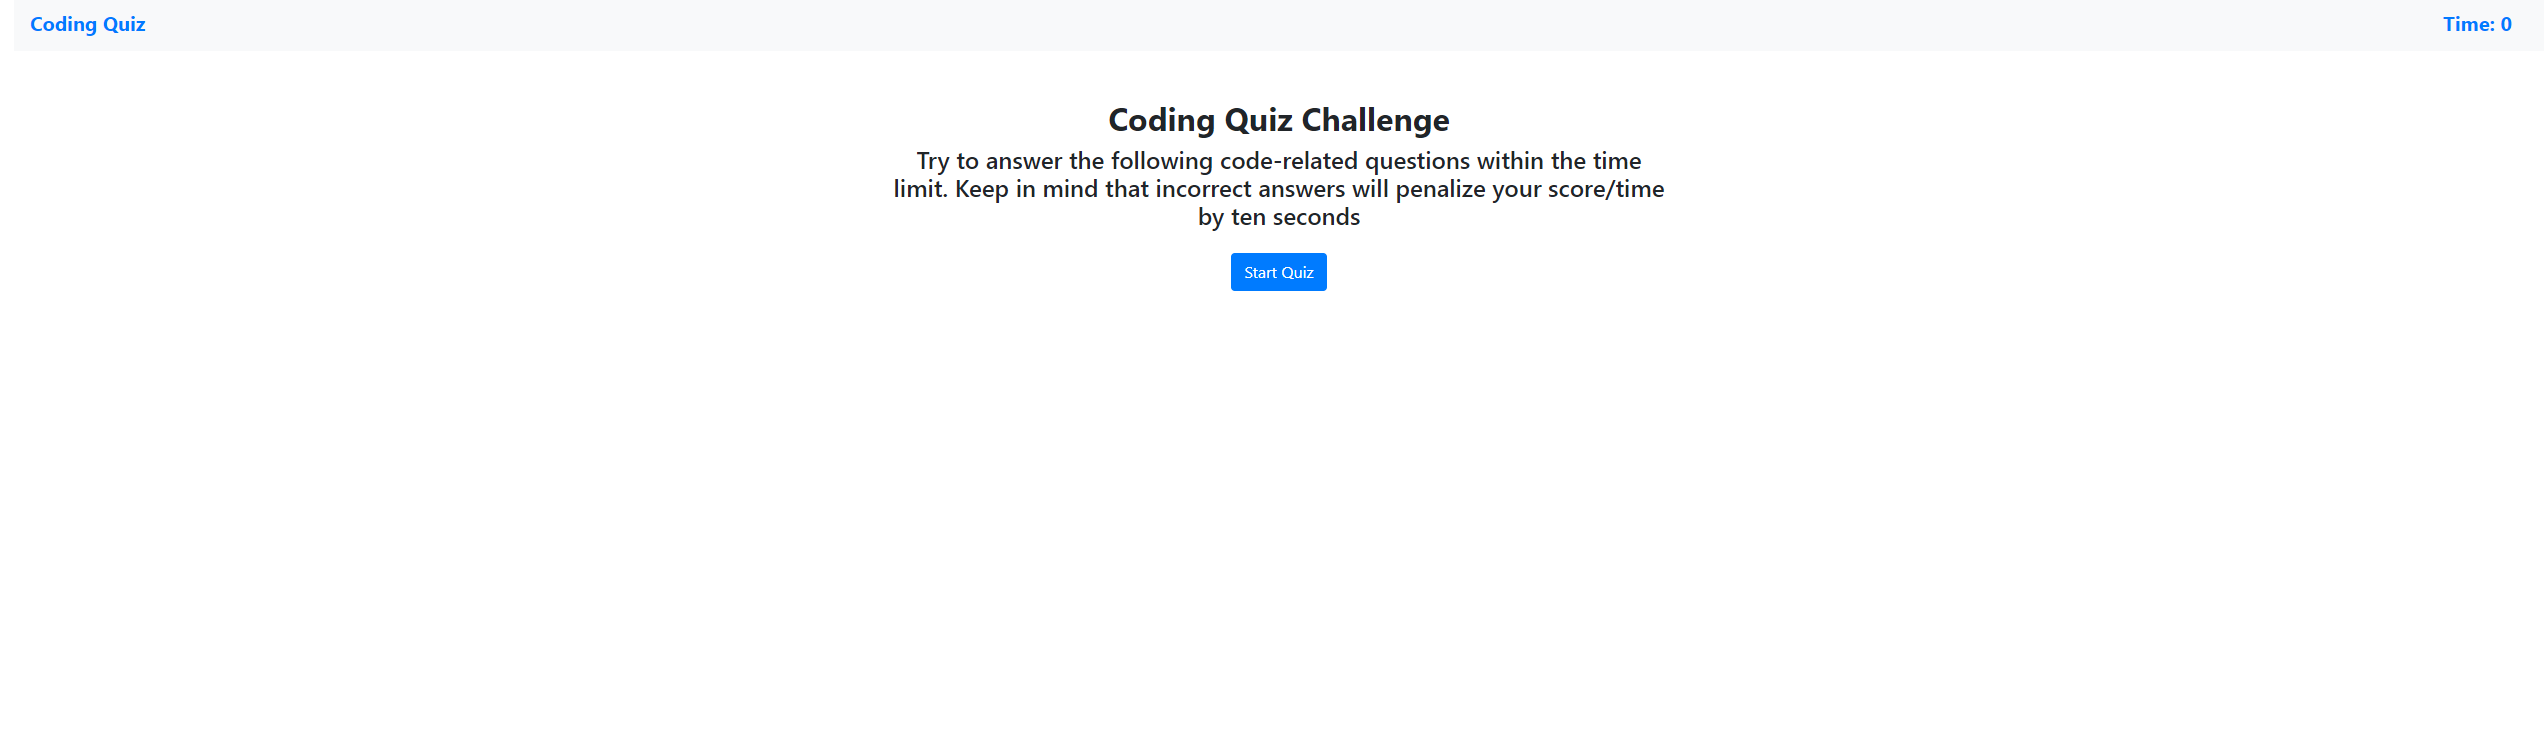 Coding Quiz
Time: 0
Coding Quiz Challenge
Try to answer the following code-related questions within the time
limit. Keep in mind that incorrect answers will penalize your score/time
by ten seconds
Start Quiz